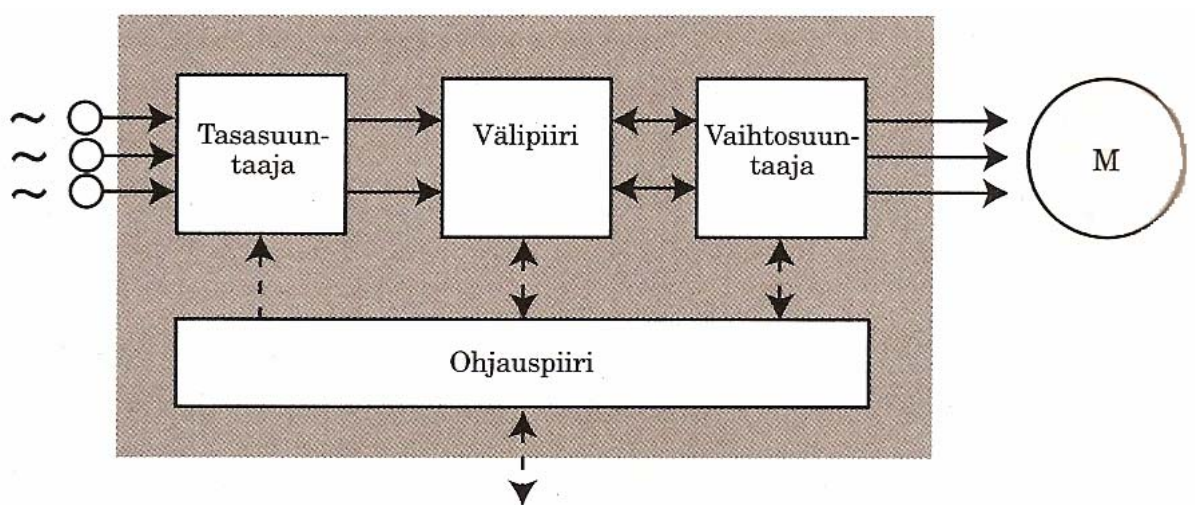 ~
~
~
Tasasuun-
taaja
Välipiiri
Vaihtosuun-
taaja
M
Ohjauspiiri